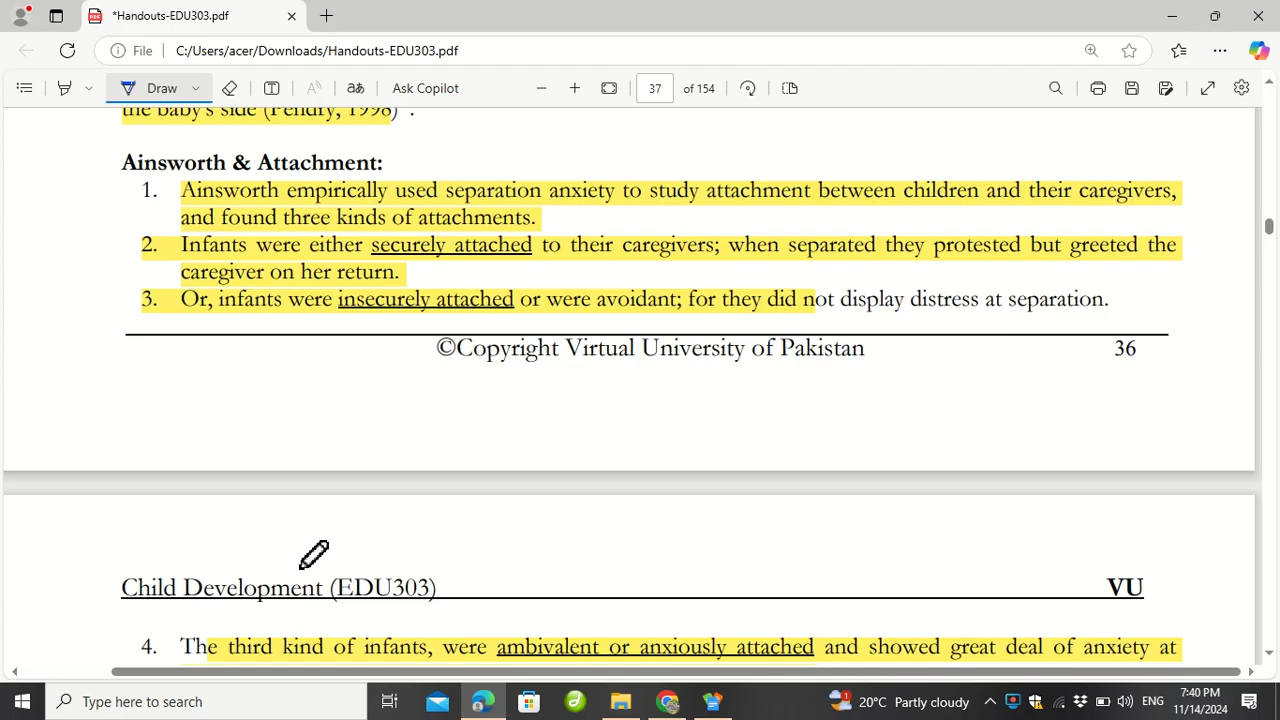 *Handouts-EDU303.pdf
File C:/Users/acer/Downloads/Handouts-EDU303.pdf
Draw Ask Copilot 37 of 154
the baby's side (Pendry, 1998) .
Ainsworth & Attachment:
1. Ainsworth empirically used separation anxiety to study attachment between children and their caregivers,
and found three kinds of attachments.
2. Infants were either securely attached to their caregivers; when separated they protested but greeted the
caregiver on her return.
3. Or, infants were insecurely attached or were avoidant; for they did not display distress at separation.
©Copyright Virtual University of Pakistan 36
Child Development (EDU303) VU
4. The third kind of infants, were ambivalent or anxiously attached and showed great deal of anxiety at
Type here to search 1 20°C Partly cloudy ENG 7:40 PM
11/14/2024